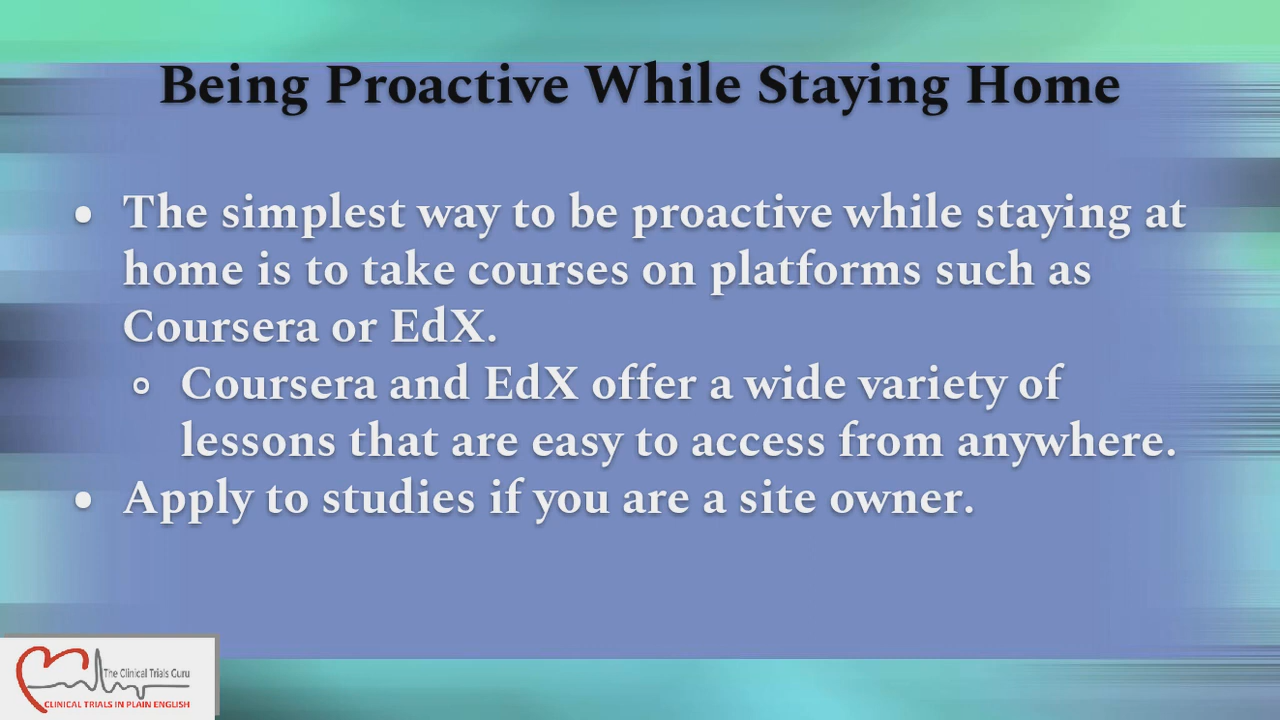 Being Proactive While Staying Home
• The simplest way to be proactive while staying at
home is to take courses on platforms such as
Coursera or EdX.
○ Coursera and EdX offer a wide variety of
lessons that are easy to access from anywhere.
• Apply to studies if you are a site owner.
The Clinical Trials Guru
CLINICAL TRIALS IN PLAIN ENGLISH